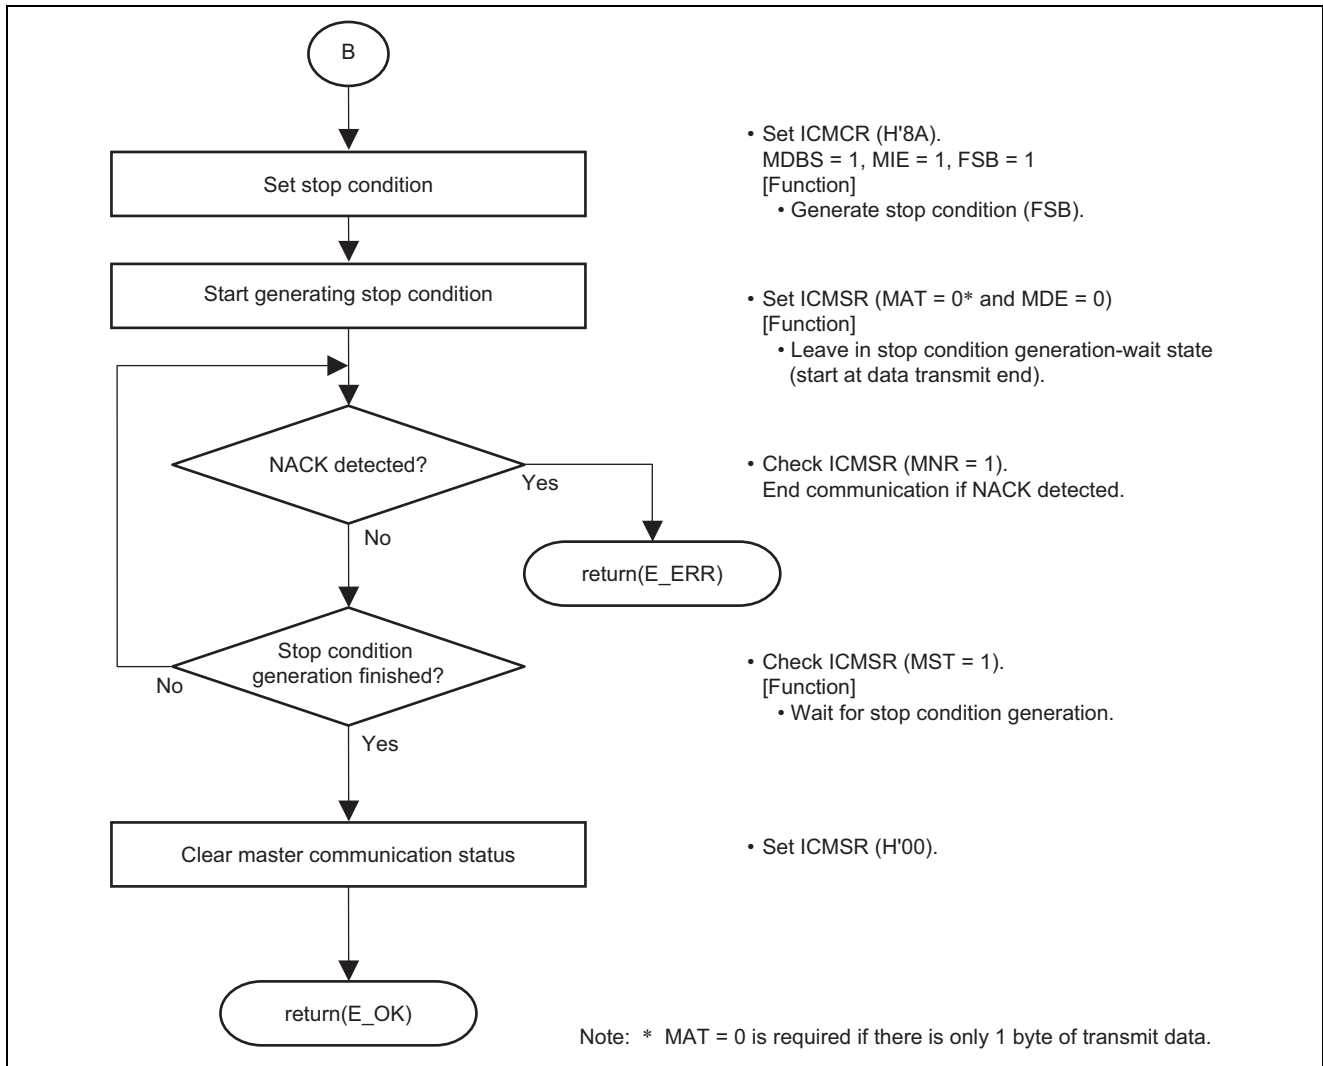 B
Set stop condition
• Set ICMCR (H'8A).
MDBS = 1, MIE = 1, FSB = 1
[Function]
• Generate stop condition (FSB).
Start generating stop condition
• Set ICMSR (MAT = 0* and MDE = 0)
[Function]
• Leave in stop condition generation-wait state
(start at data transmit end).
NACK detected?
Yes
No
• Check ICMSR (MNR = 1).
End communication if NACK detected.
return(E_ERR)
Stop condition
generation finished?
No
Yes
• Check ICMSR (MST = 1).
[Function]
• Wait for stop condition generation.
Clear master communication status
• Set ICMSR (H'00).
return(E_OK)
Note: * MAT = 0 is required if there is only 1 byte of transmit data.